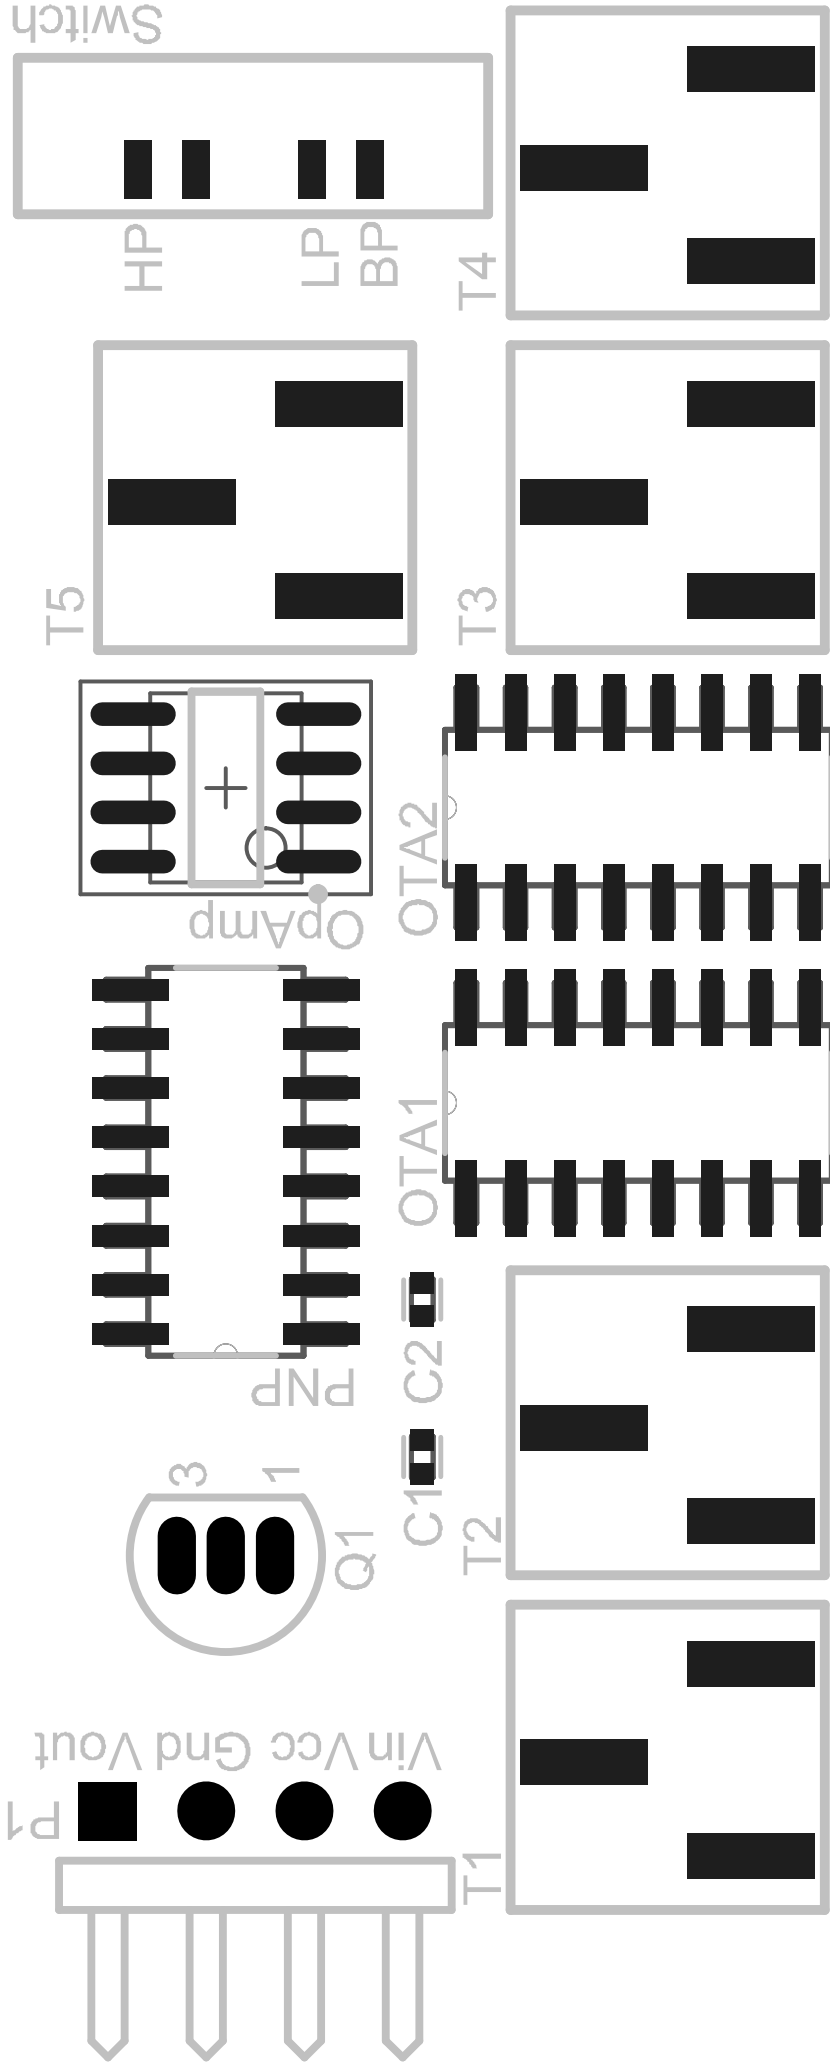 Switch
HP
LP
BP
T4
T5
T3
OpAmp
OTA2
OTA1
PNP
C2
C1
3
1
Q1
T2
Vout Gnd Vcc Vin
P1
T1